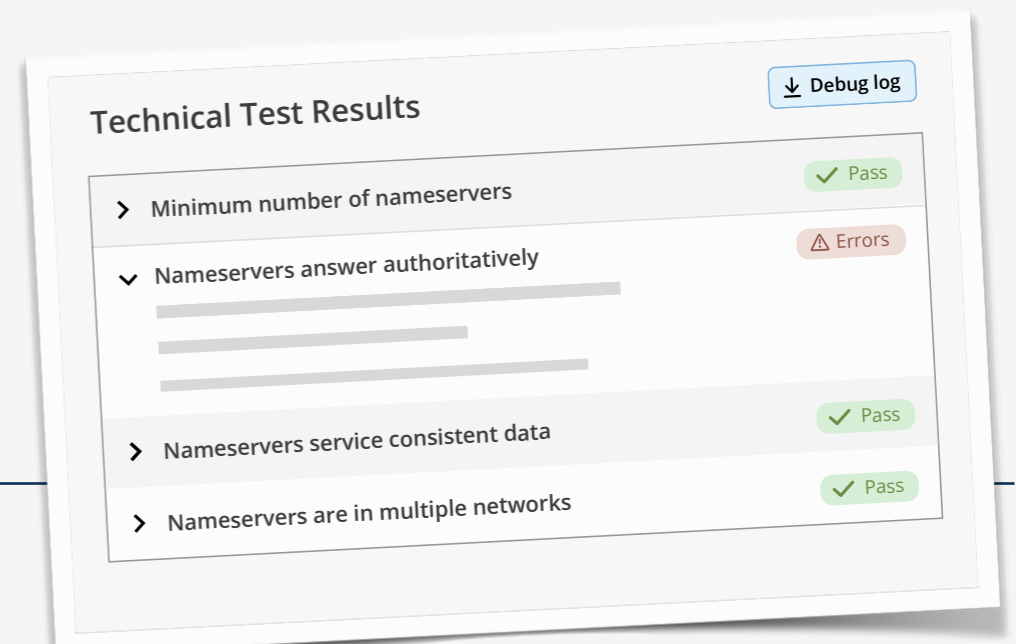 Technical Test Results
Debug log
Minimum number of nameservers
Pass
Nameservers answer authoritatively
Errors
Nameservers service consistent data
Pass
Nameservers are in multiple networks
Pass